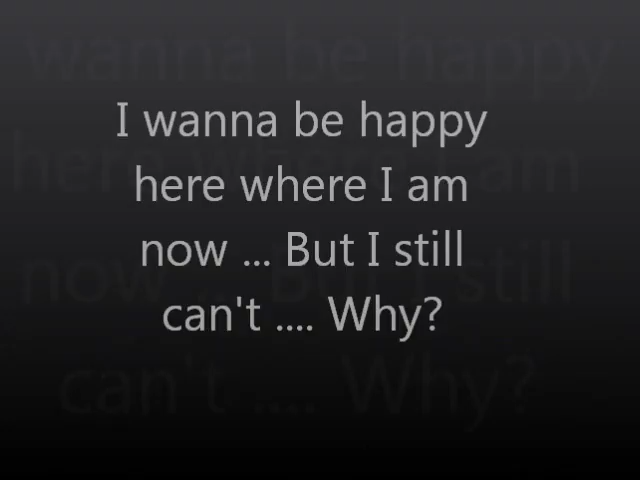 I wanna be happy
here where I am
now ... But I still
can't .... Why?